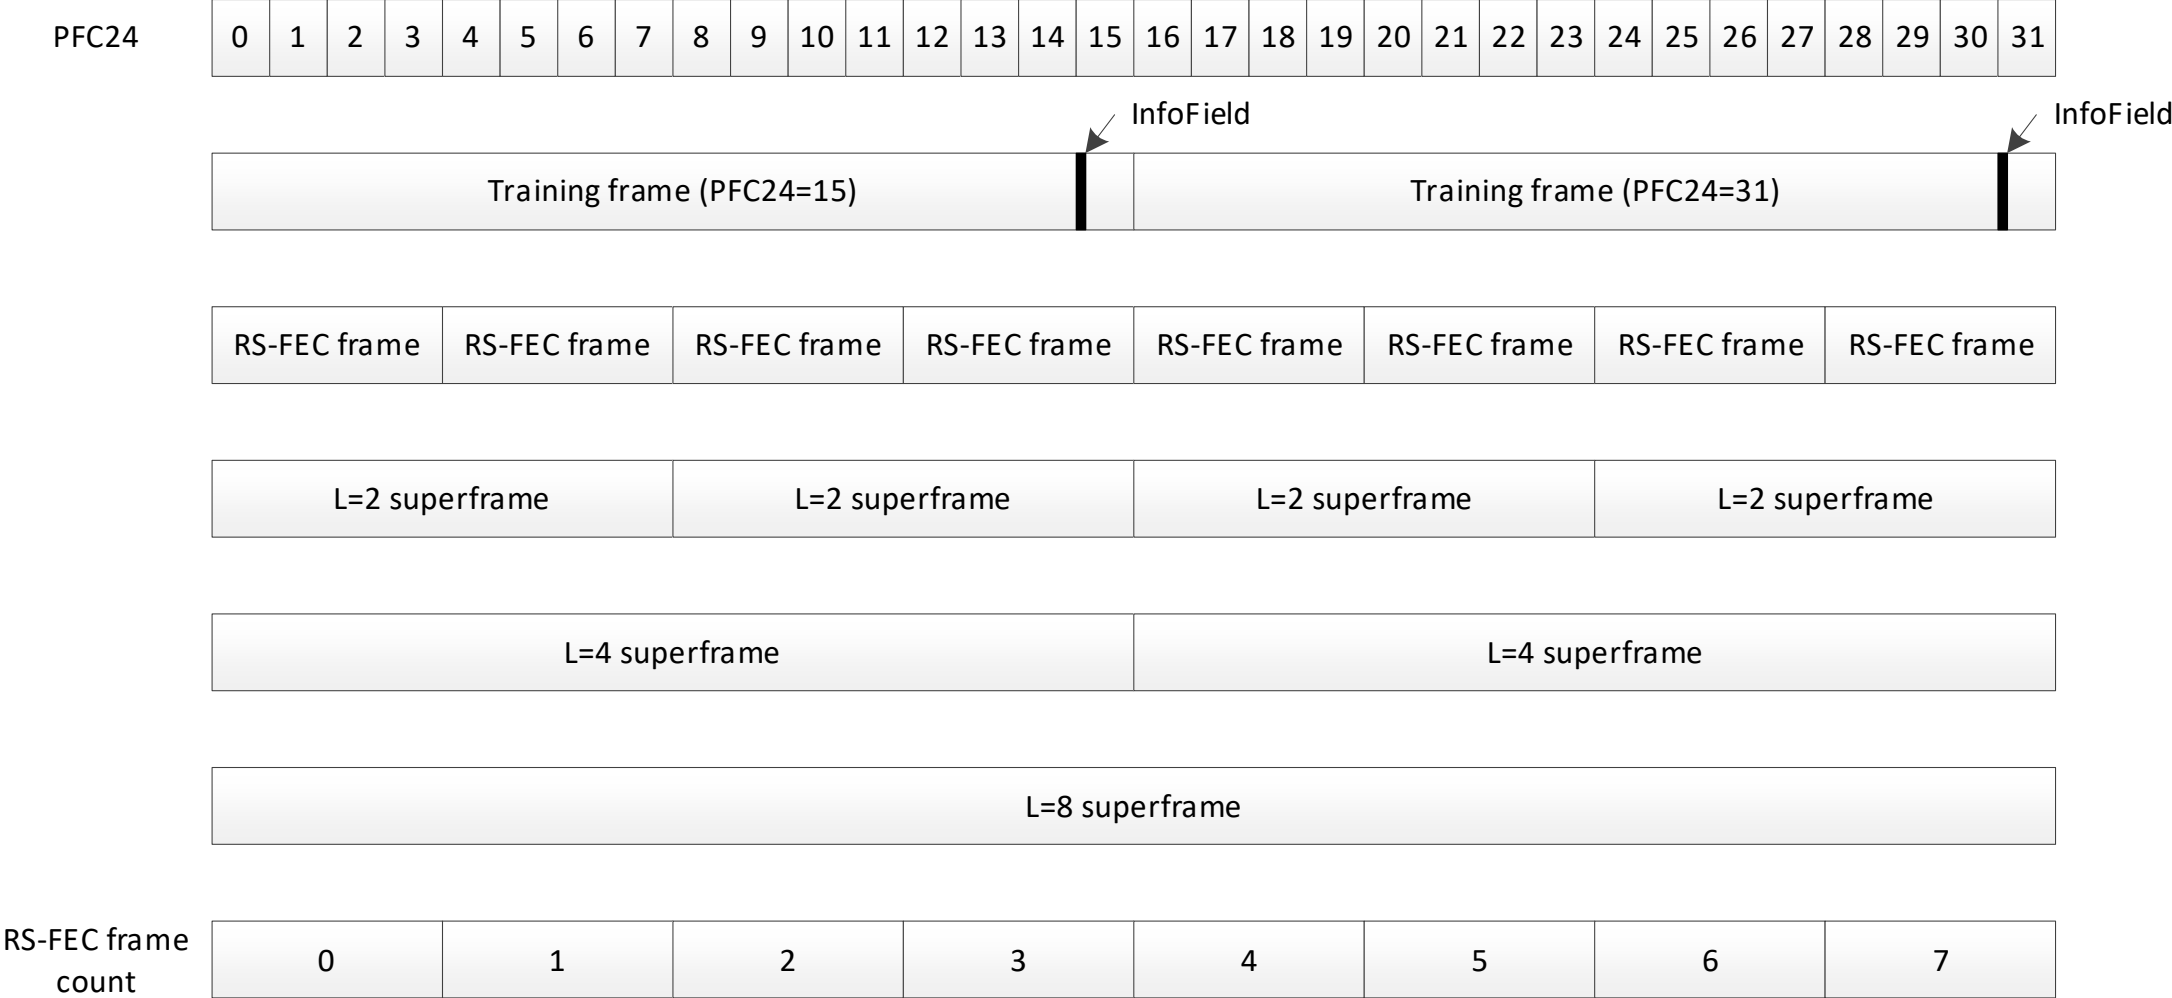 PFC24 0 1 2 3 4 5 6 7 8 9 10 11 12 13 14 15 16 17 18 19 20 21 22 23 24 25 26 27 28 29 30 31
InfoField InfoField
Training frame (PFC24=15) Training frame (PFC24=31)
RS-FEC frame RS-FEC frame RS-FEC frame RS-FEC frame RS-FEC frame RS-FEC frame RS-FEC frame RS-FEC frame
L=2 superframe L=2 superframe L=2 superframe L=2 superframe
L=4 superframe L=4 superframe
L=8 superframe
RS-FEC frame
count
0 1 2 3 4 5 6 7